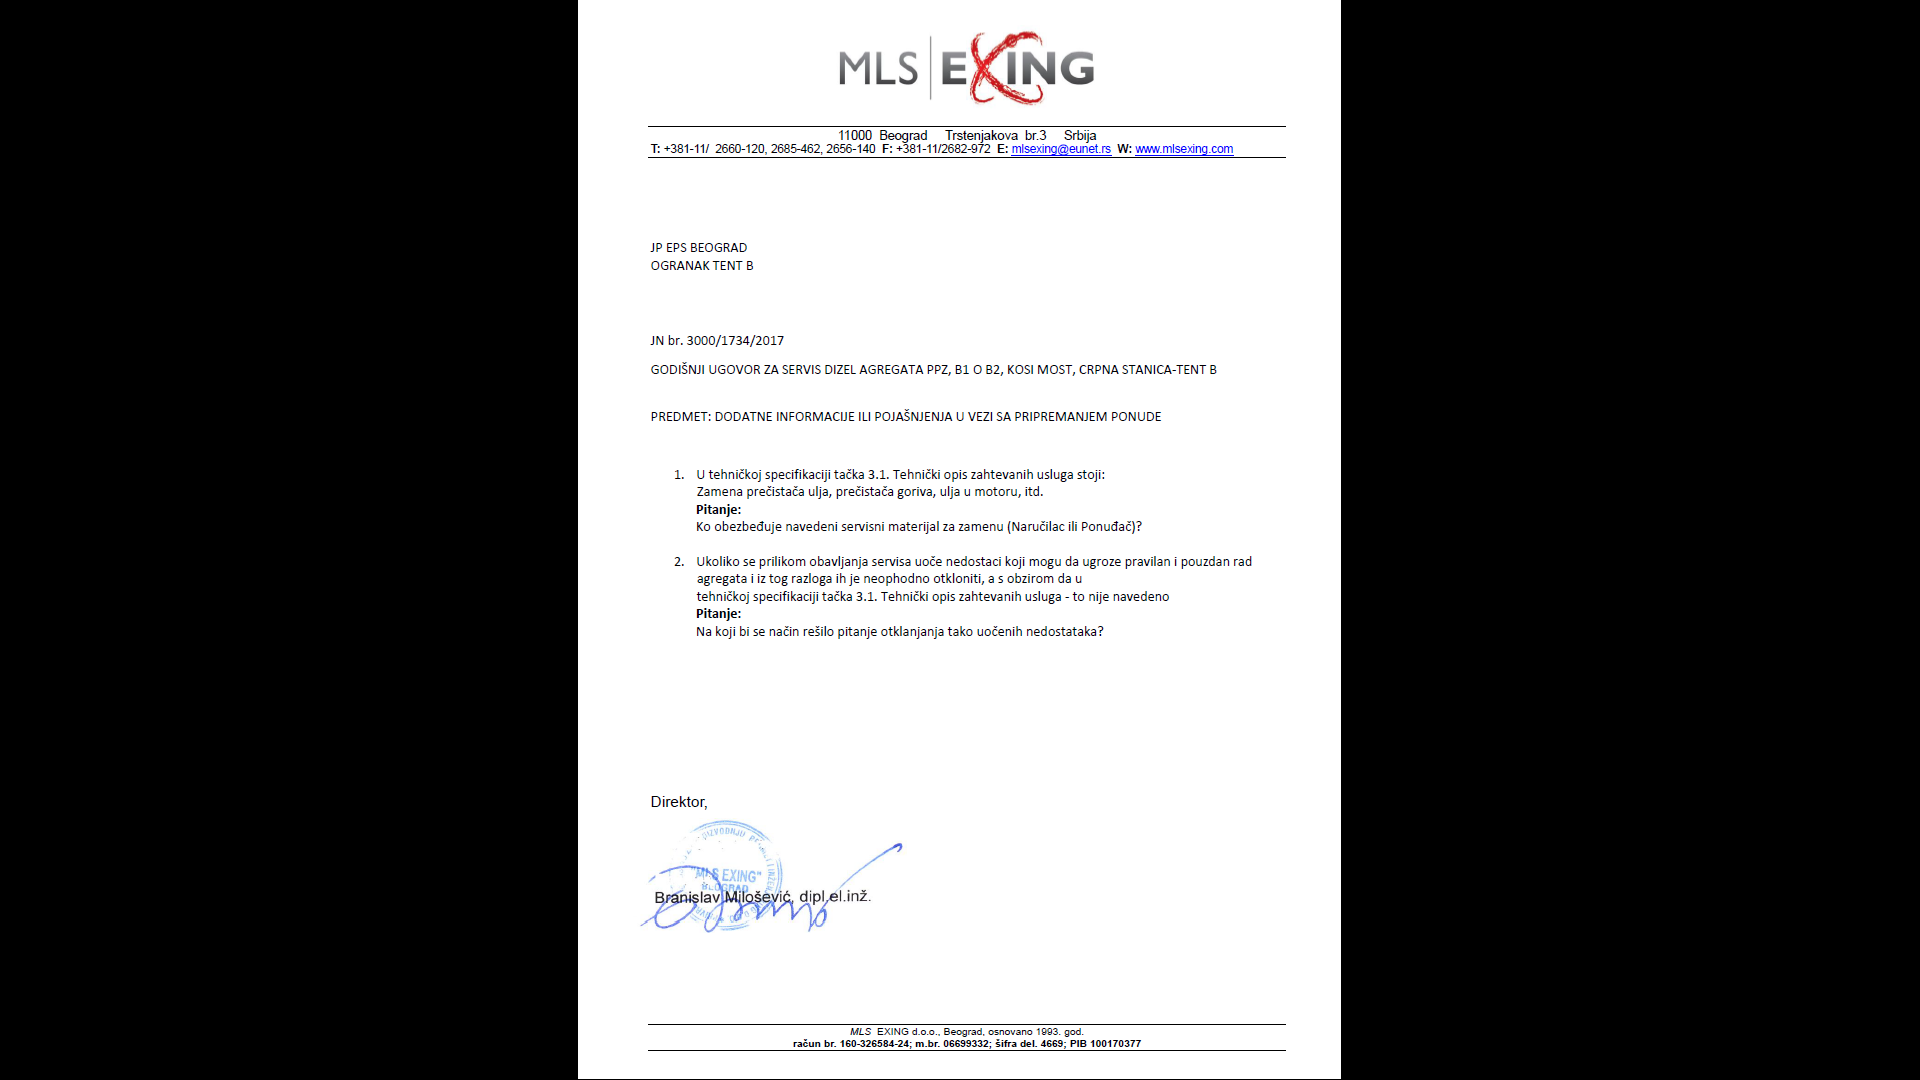 MLS EXING
11000 Beograd Trstenjakova br.3 Srbija
T: +381-11/ 2660-120, 2685-462, 2656-140 F: +381-11/2682-972 E: mlsexing@eunet.rs W: www.mlsexing.com
JP EPS BEOGRAD
OGRANAK TENT B
JN br. 3000/1734/2017
GODIŠNJI UGOVOR ZA SERVIS DIZEL AGREGATA PPZ, B1 O B2, KOSI MOST, CRPNA STANICA-TENT B
PREDMET: DODATNE INFORMACIJE ILI POJAŠNJENJA U VEZI SA PRIPREMANJEM PONUDE
1. U tehničkoj specifikaciji tačka 3.1. Tehnički opis zahtevanih usluga stoji:
Zamena prečistača ulja, prečistača goriva, ulja u motoru, itd.
Pitanje:
Ko obezbeđuje navedeni servisni materijal za zamenu (Naručilac ili Ponuđač)?
2. Ukoliko se prilikom obavljanja servisa uoče nedostaci koji mogu da ugroze pravilan i pouzdan rad
agregata i iz tog razloga ih je neophodno otkloniti, a s obzirom da u
tehničkoj specifikaciji tačka 3.1. Tehnički opis zahtevanih usluga - to nije navedeno
Pitanje:
Na koji bi se način rešilo pitanje otklanjanja tako uočenih nedostataka?
Direktor,
"MLS EXING"
BEOGRAD
Branislav Milošević, dipl.el.inž.
MLS EXING d.o.o., Beograd, osnovano 1993. god.
račun br. 160-326584-24; m.br. 06699332; šifra del. 4669; PIB 100170377